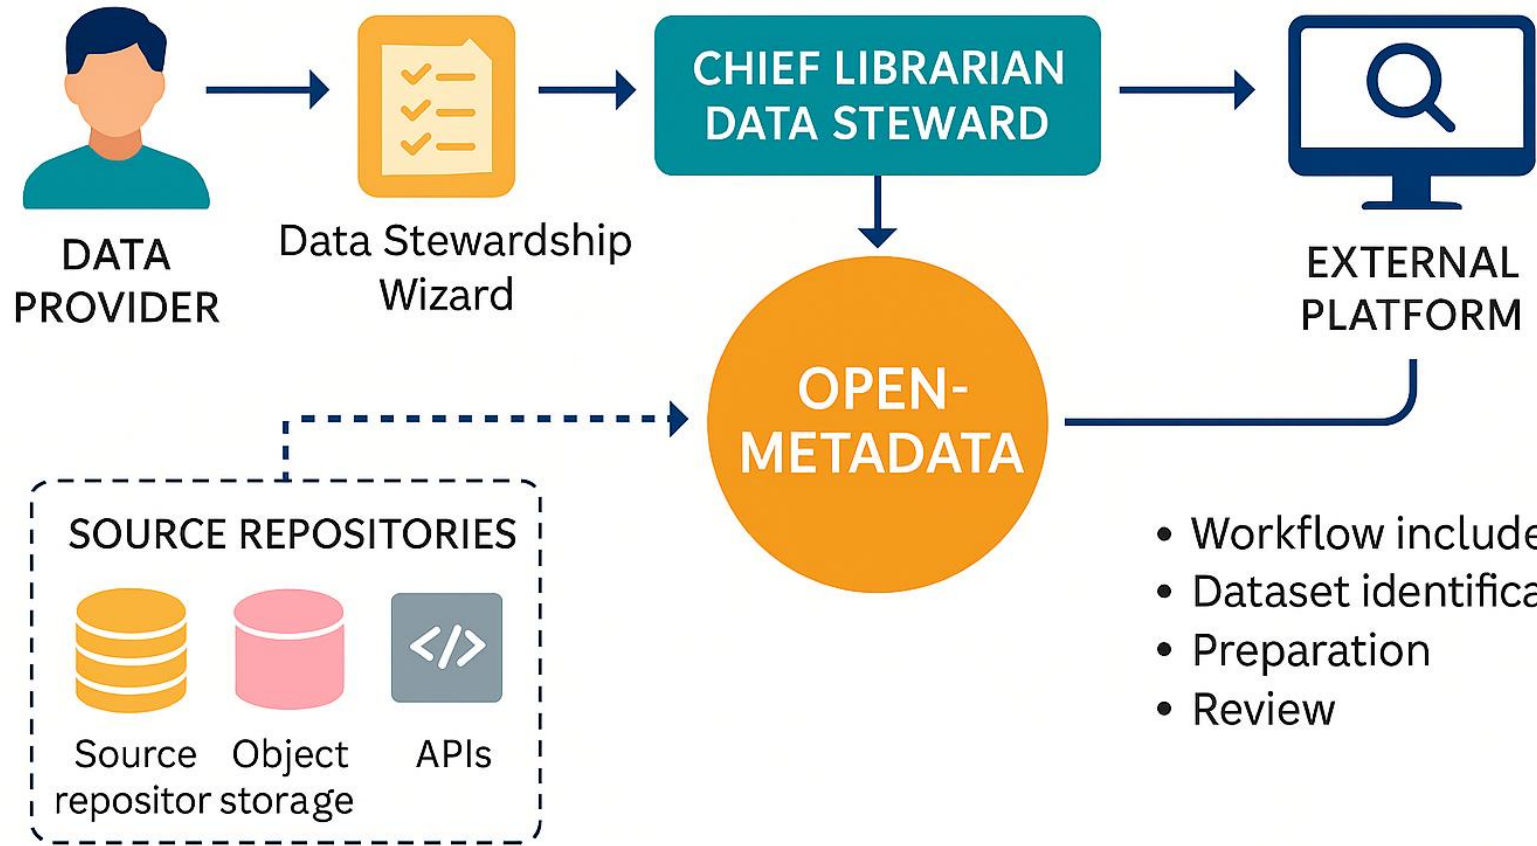 CHIEF LIBRARIAN
DATA STEWARD
DATA
PROVIDER
Data Stewardship
Wizard
EXTERNAL
PLATFORM
OPEN-
METADATA
SOURCE REPOSITORIES
</>
Source
repositor
Object
storage
APIs
• Workflow include
• Dataset identifica
• Preparation
• Review